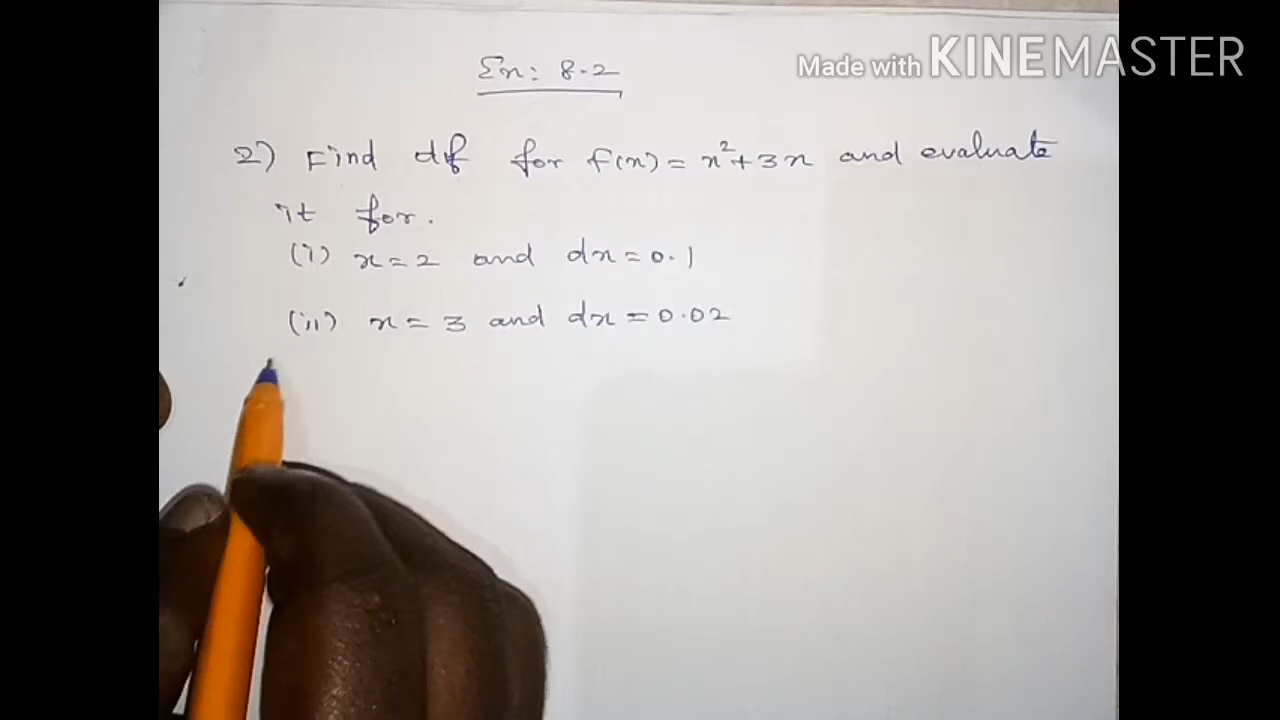 Made with KINEMASTER
Ex: 8.2
2) Find df for f(x) = x²+3x and evaluate
it for.
(i) x=2 and dx=0.1
(ii) x=3 and dx=0.02